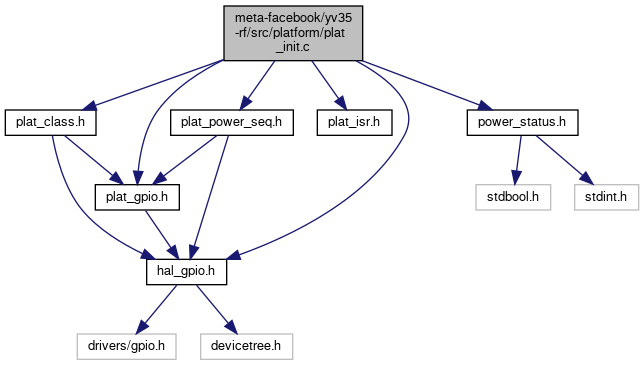 meta-facebook/yv35
-rf/src/platform/plat
_init.c
plat_class.h
plat_power_seq.h
plat_isr.h
power_status.h
plat_gpio.h
stdbool.h
stdint.h
hal_gpio.h
drivers/gpio.h
devicetree.h